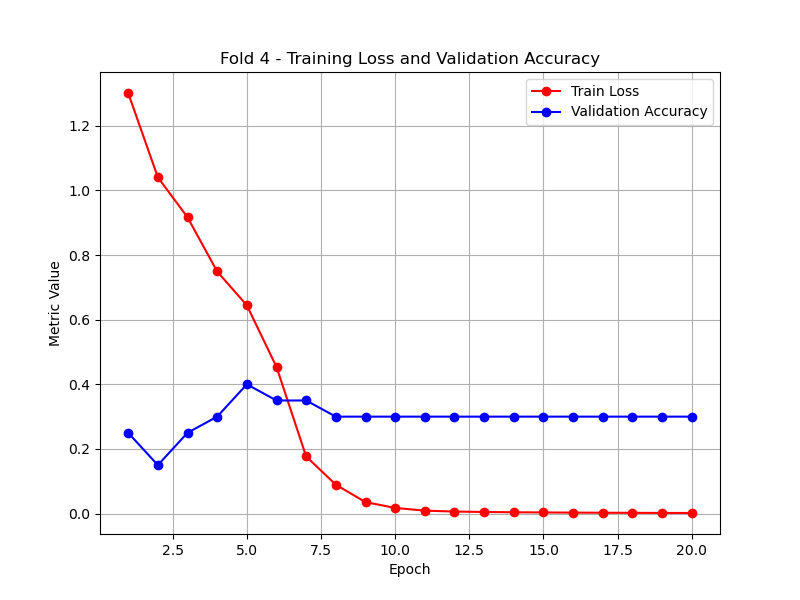 Fold 4 - Training Loss and Validation Accuracy
Train Loss
Validation Accuracy
Metric Value
1.2
1.0
0.8
0.6
0.4
0.2
0.0
2.5 5.0 7.5 10.0 12.5 15.0 17.5 20.0
Epoch